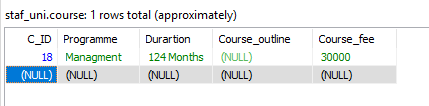 staf_uni.course: 1 rows total (approximately)
C_ID Programme Durartion Course_outline Course_fee
18 Managment 124 Months (NULL) 30000
(NULL) (NULL) (NULL) (NULL) (NULL)